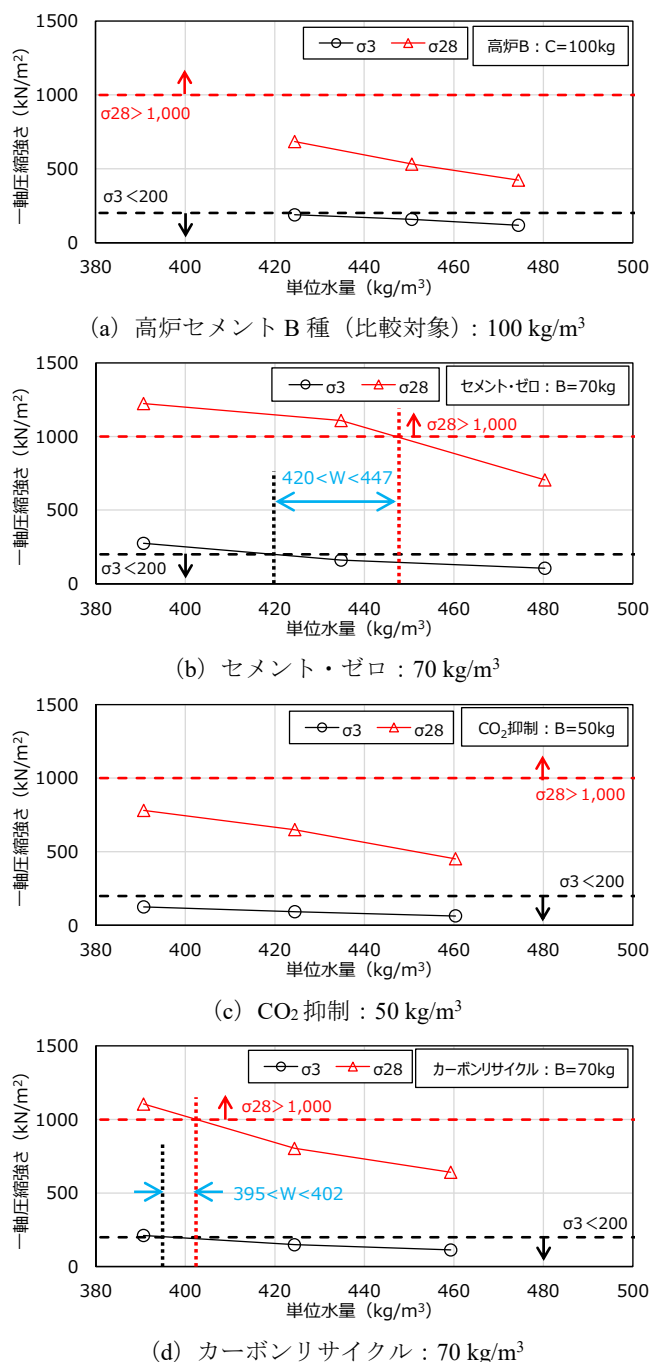 1500
1000
500
0
380
400
420
440
460
480
500
一軸圧縮強さ（kN/m²）
単位水量（kg/m³）
σ3 σ28
高炉B：C=100kg
σ28＞1,000
σ3＜200
(a) 高炉セメント B 種（比較対象）：100 kg/m³
1500
1000
500
0
380
400
420
440
460
480
500
一軸圧縮強さ（kN/m²）
単位水量（kg/m³）
σ3 σ28
セメント・ゼロ：B=70kg
σ28＞1,000
420<W<447
σ3＜200
(b) セメント・ゼロ：70 kg/m³
1500
1000
500
0
380
400
420
440
460
480
500
一軸圧縮強さ（kN/m²）
単位水量（kg/m³）
σ3 σ28
CO₂抑制：B=50kg
σ28＞1,000
σ3＜200
(c) CO₂ 抑制：50 kg/m³
1500
1000
500
0
380
400
420
440
460
480
500
一軸圧縮強さ（kN/m²）
単位水量（kg/m³）
σ3 σ28
カーボンリサイクル：B=70kg
σ28＞1,000
395<W<402
σ3＜200
(d) カーボンリサイクル：70 kg/m³